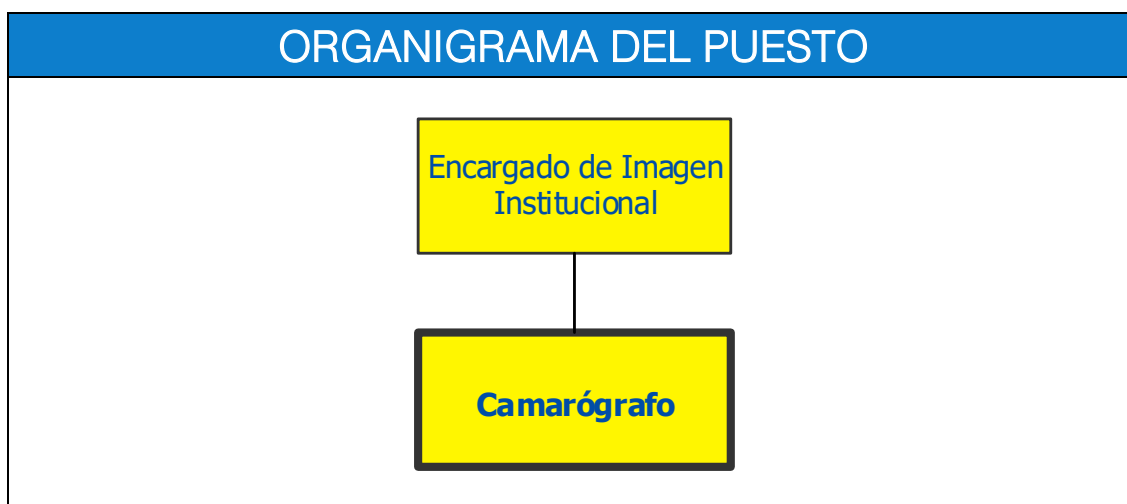 ORGANIGRAMA DEL PUESTO
Encargado de Imagen
Institucional
Camarógrafo